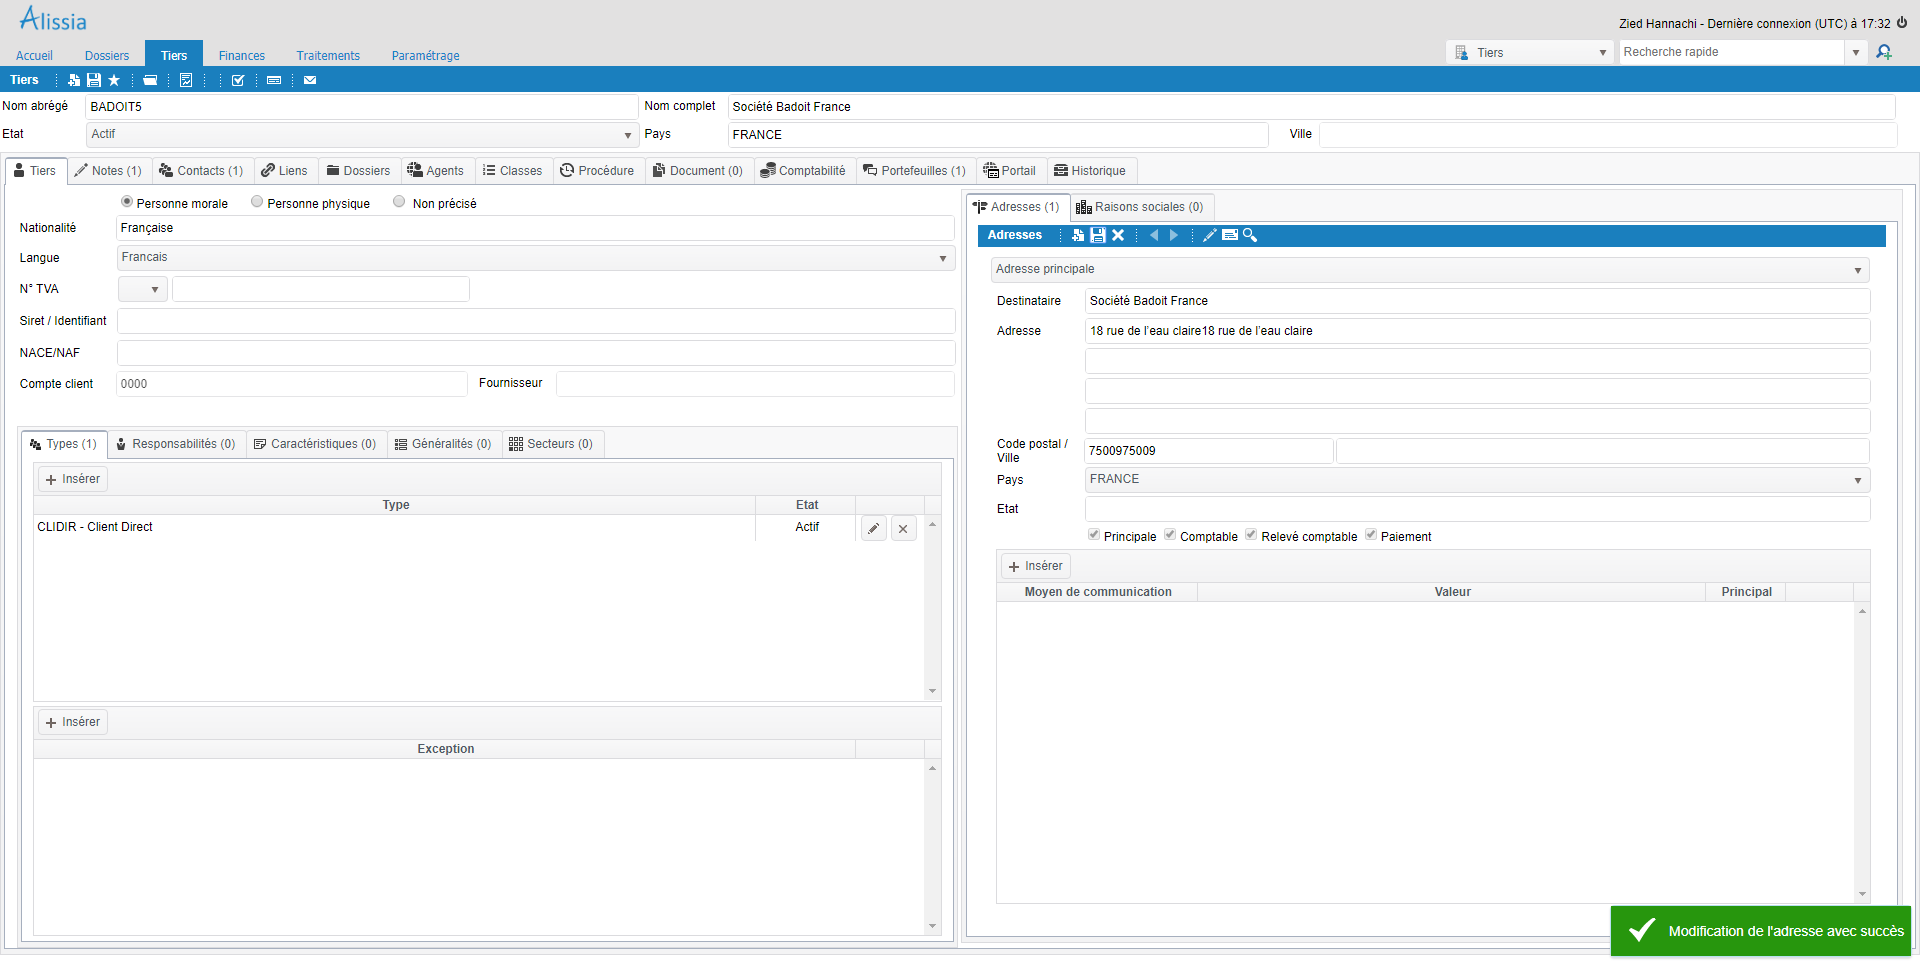 Alissia
Zied Hannachi - Dernière connexion (UTC) à 17:32
Accueil Dossiers Tiers Finances Traitements Paramétrage
Tiers Recherche rapide
Tiers
Nom abrégé BADOIT5 Nom complet Société Badoit France
Etat Actif Pays FRANCE Ville
Tiers Notes (1) Contacts (1) Liens Dossiers Agents Classes Procédure Document (0) Comptabilité Portefeuilles (1) Portail Historique
Personne morale Personne physique Non précisé
Nationalité Française
Langue Francais
N° TVA
Siret / Identifiant
NACE/NAF
Compte client 0000 Fournisseur
Types (1) Responsabilités (0) Caractéristiques (0) Généralités (0) Secteurs (0)
Insérer
Type Etat
CLIDIR - Client Direct Actif
Insérer
Exception
Adresses (1) Raisons sociales (0)
Adresses
Adresse principale
Destinataire Société Badoit France
Adresse 18 rue de l'eau claire18 rue de l'eau claire
Code postal / Ville 7500975009
Pays FRANCE
Etat
Principale Comptable Relevé comptable Paiement
Insérer
Moyen de communication Valeur Principal
Modification de l'adresse avec succès